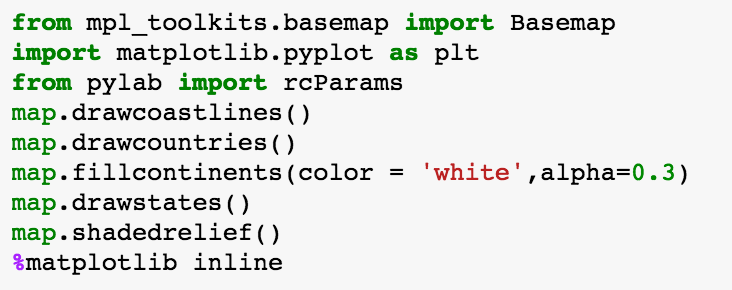 from mpl_toolkits.basemap import Basemap
import matplotlib.pyplot as plt
from pylab import rcParams
map.drawcoastlines()
map.drawcountries()
map.fillcontinents(color = 'white',alpha=0.3)
map.drawstates()
map.shadedrelief()
%matplotlib inline